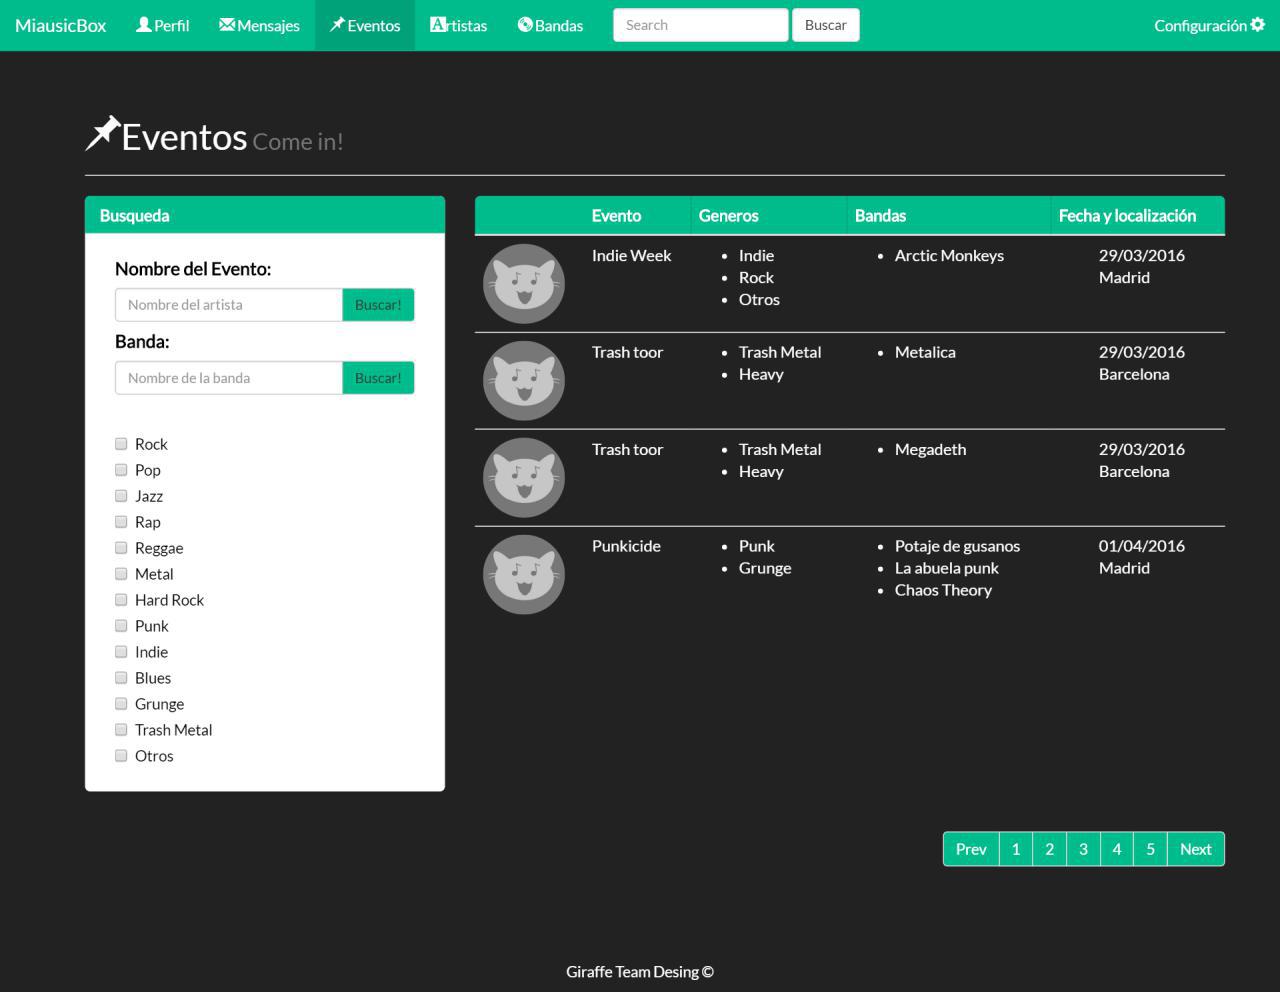 MiausicBox Perfil Mensajes Eventos Artistas Bandas Search Buscar Configuración
Eventos Come in!
Busqueda
Nombre del Evento:
Nombre del artista Buscar!
Banda:
Nombre de la banda Buscar!
Rock
Pop
Jazz
Rap
Reggae
Metal
Hard Rock
Punk
Indie
Blues
Grunge
Trash Metal
Otros
Evento Generos Bandas Fecha y localización
Indie Week Indie Arctic Monkeys 29/03/2016
Rock Madrid
Otros
Trash toor Trash Metal Metalica 29/03/2016
Heavy Barcelona
Trash toor Trash Metal Megadeth 29/03/2016
Heavy Barcelona
Punkicide Punk Potaje de gusanos 01/04/2016
Grunge La abuela punk Madrid
Chaos Theory
Prev 1 2 3 4 5 Next
Giraffe Team Desing ©